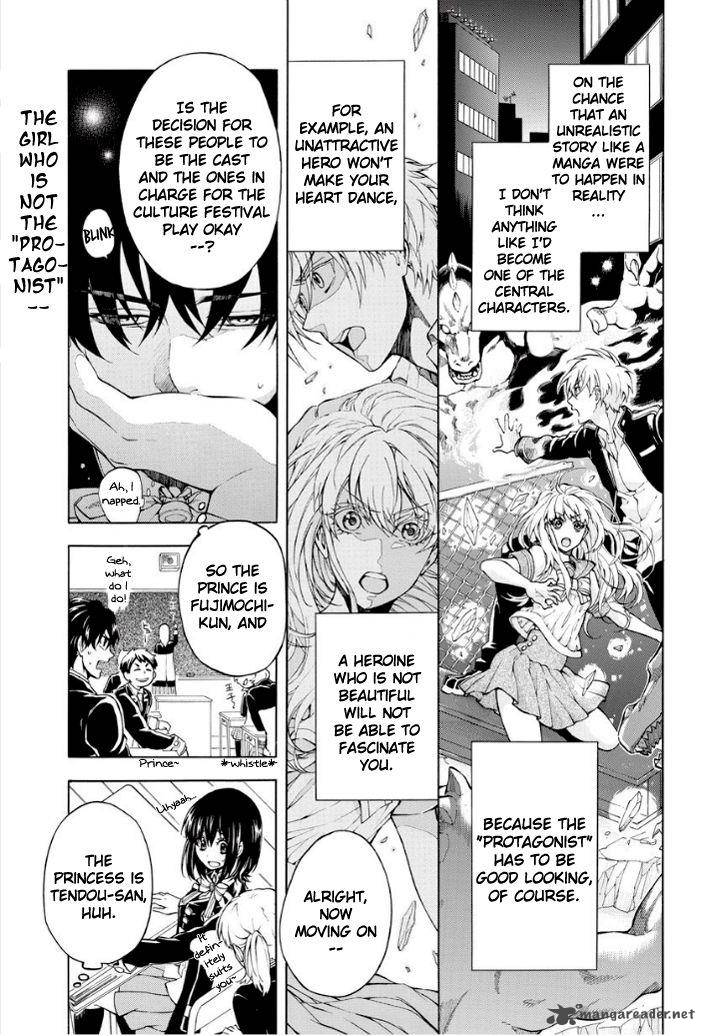 ON THE
CHANCE
THAT AN
UNREALISTIC
STORY LIKE A
MANGA WERE
TO HAPPEN IN
REALITY
...
I DON'T
THINK
ANYTHING
LIKE I'D
BECOME
ONE OF THE
CENTRAL
CHARACTERS.
BECAUSE THE
"PROTAGONIST"
HAS TO BE
GOOD LOOKING,
OF COURSE.
FOR
EXAMPLE, AN
UNATTRACTIVE
HERO WON'T
MAKE YOUR
HEART DANCE,
A HEROINE
WHO IS NOT
BEAUTIFUL
WILL NOT
BE ABLE TO
FASCINATE
YOU.
ALRIGHT,
NOW
MOVING ON
--
IS THE
DECISION FOR
THESE PEOPLE TO
BE THE CAST
AND THE ONES IN
CHARGE FOR THE
CULTURE FESTIVAL
PLAY OKAY
--?
BLINK
Ah, I
napped.
SO THE
PRINCE IS
FUJIMOCHI-
KUN, AND
Geh,
what
do I
do!
王子~
Prince~
*whistle*
Uhyaah...
THE
PRINCESS IS
TENDOU-SAN,
HUH.
It
defin-
itely
suits
you~
THE
GIRL
WHO
IS
NOT
THE
"PRO-
TAGO-
NIST"
--
mangareader.net